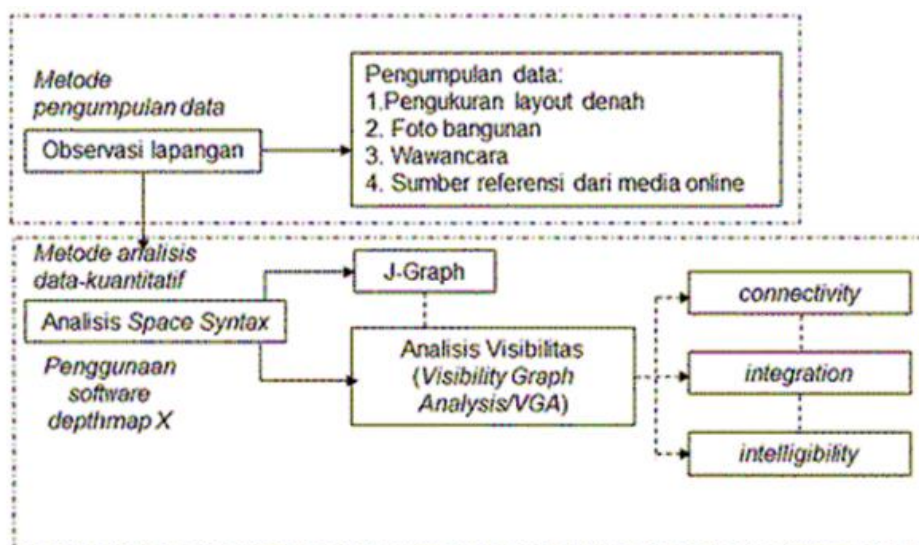 Metode
pengumpulan data
Observasi lapangan
Pengumpulan data:
1.Pengukuran layout denah
2. Foto bangunan
3. Wawancara
4. Sumber referensi dari media online
Metode analisis
data-kuantitatif
Analisis Space Syntax
Penggunaan
software
depthmap X
J-Graph
Analisis Visibilitas
(Visibility Graph
Analysis/VGA)
connectivity
integration
intelligibility